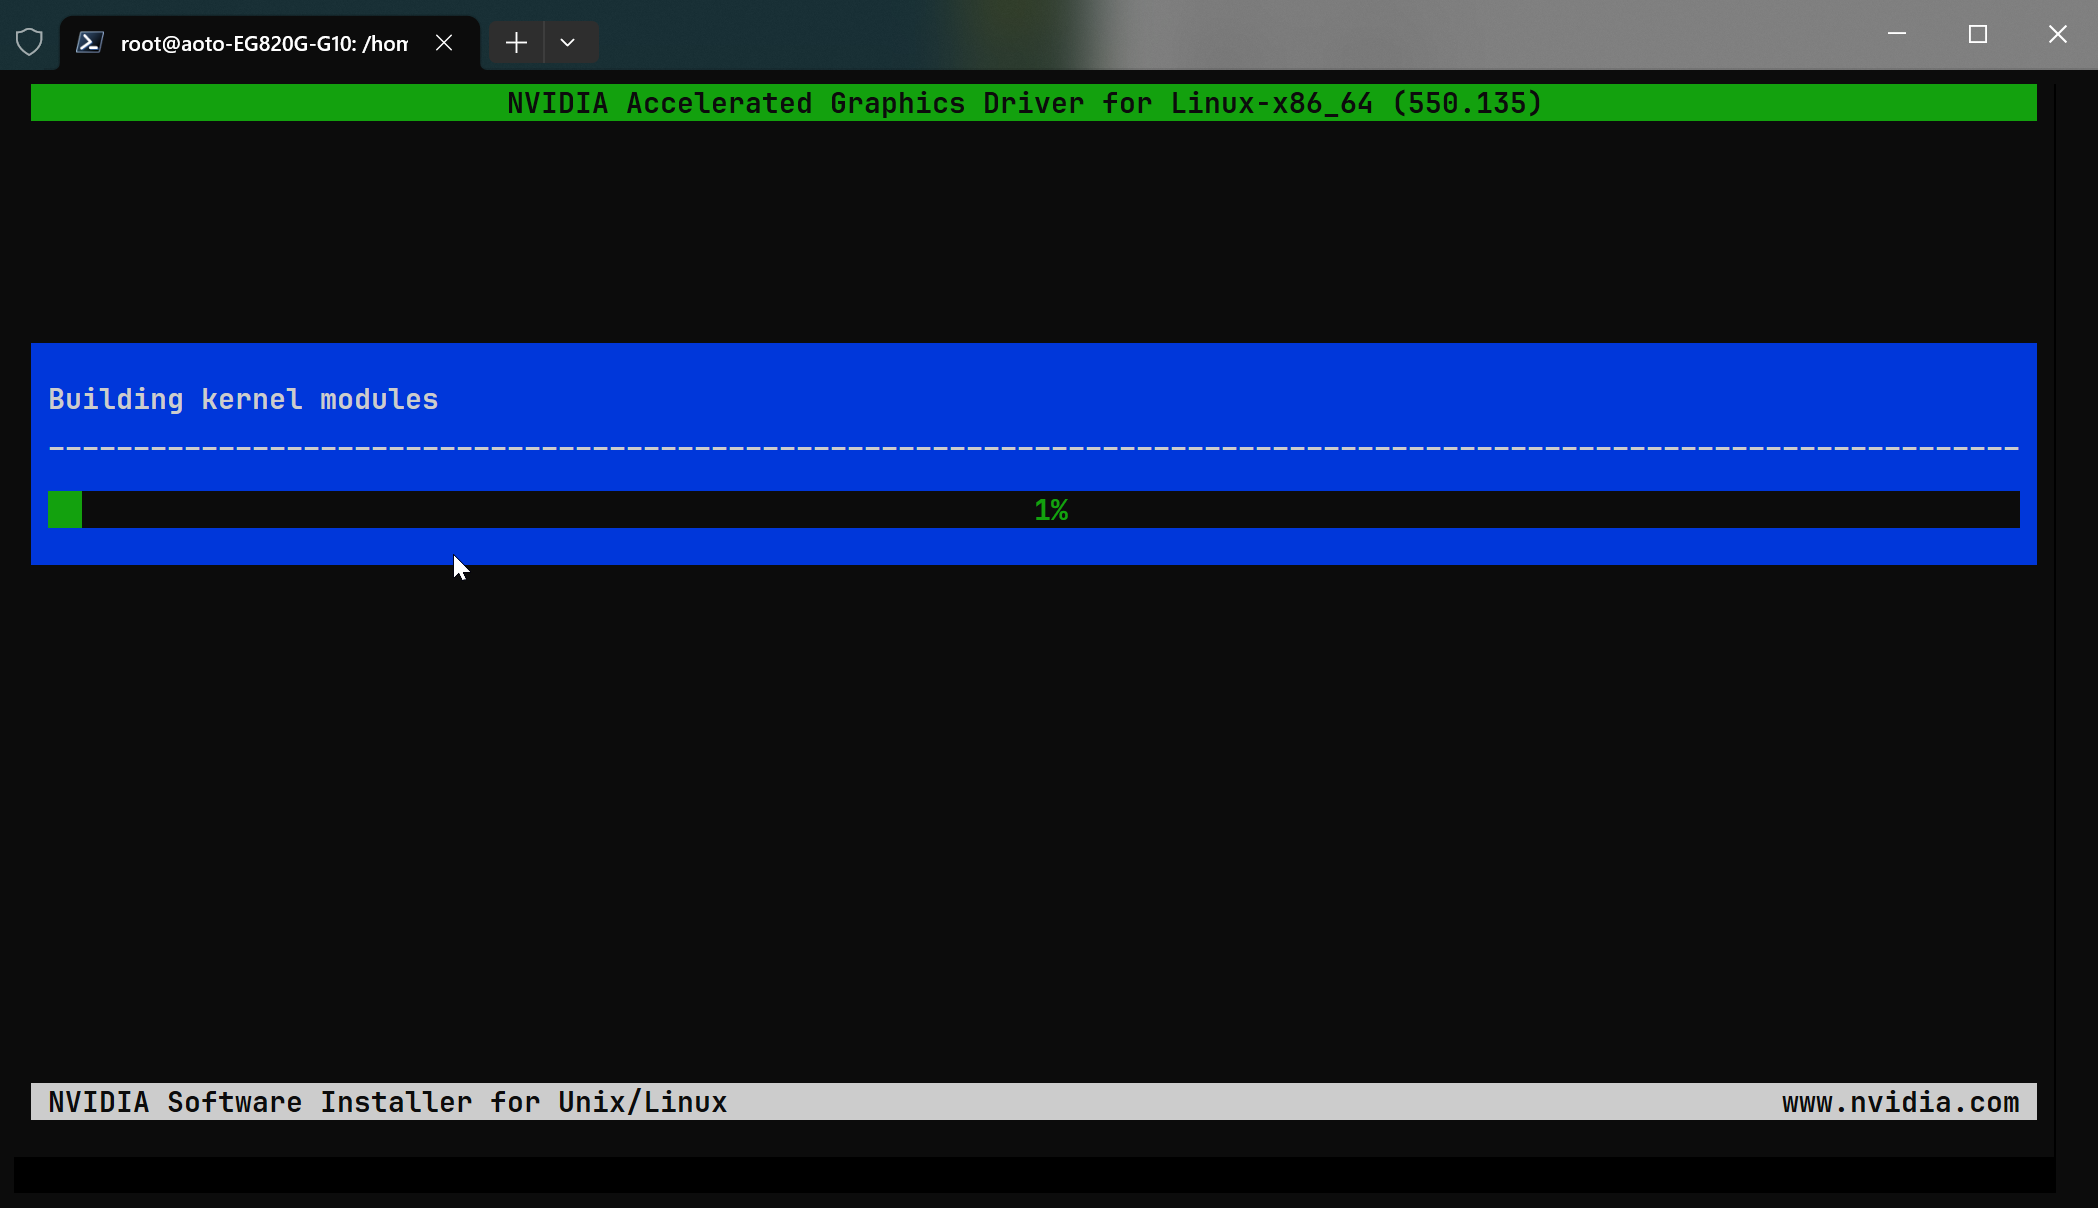 root@aoto-EG820G-G10: /hom
NVIDIA Accelerated Graphics Driver for Linux-x86_64 (550.135)
Building kernel modules
1%
NVIDIA Software Installer for Unix/Linux www.nvidia.com